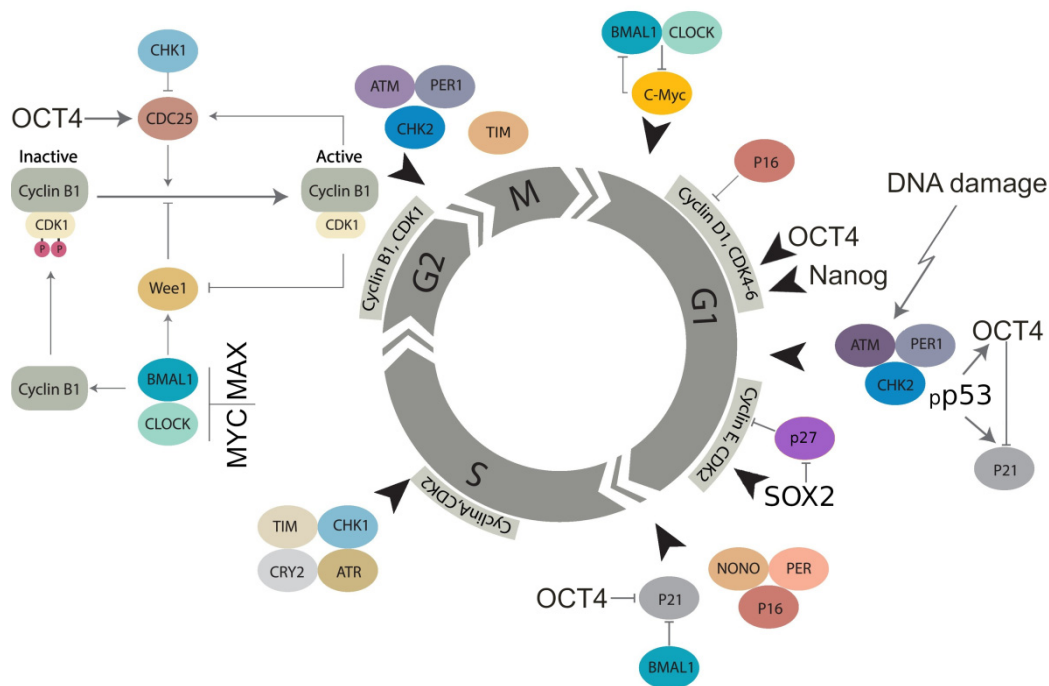 CHK1
OCT4
CDC25
Inactive
Cyclin B1
CDK1
P P
Active
Cyclin B1
CDK1
Wee1
Cyclin B1
BMAL1
CLOCK
MYC MAX
ATM
PER1
CHK2
TIM
BMAL1
CLOCK
C-Myc
P16
Cyclin D1, CDK4-6
OCT4
Nanog
DNA damage
ATM
PER1
CHK2
OCT4
pp53
P21
M
G1
G2
S
Cyclin B1, CDK1
Cyclin E, CDK2
CyclinA,CDK2
p27
SOX2
TIM
CHK1
CRY2
ATR
OCT4
P21
BMAL1
NONO
PER
P16